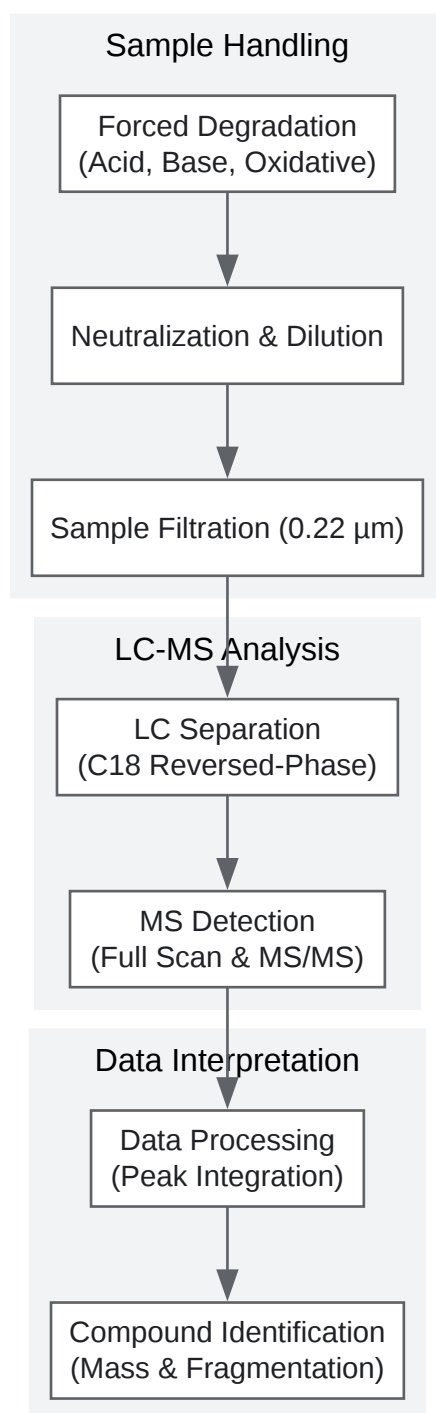 Sample Handling
Forced Degradation
(Acid, Base, Oxidative)
Neutralization & Dilution
Sample Filtration (0.22 µm)
LC-MS Analysis
LC Separation
(C18 Reversed-Phase)
MS Detection
(Full Scan & MS/MS)
Data Interpretation
Data Processing
(Peak Integration)
Compound Identification
(Mass & Fragmentation)